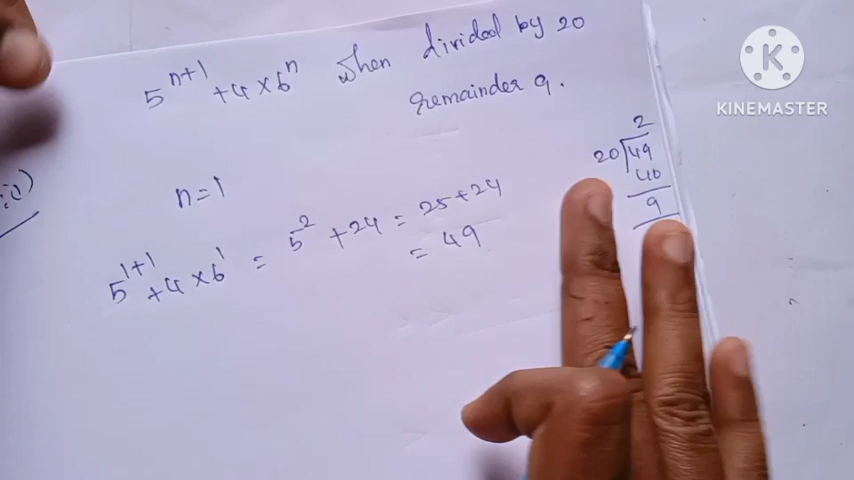 5^{n+1} + 4 × 6^n when divided by 20
remainder 9.
n = 1
5^{1+1} + 4 × 6^1 = 5^2 + 24 = 25 + 24
= 49
2
20 49
40
9
K
KINEMASTER